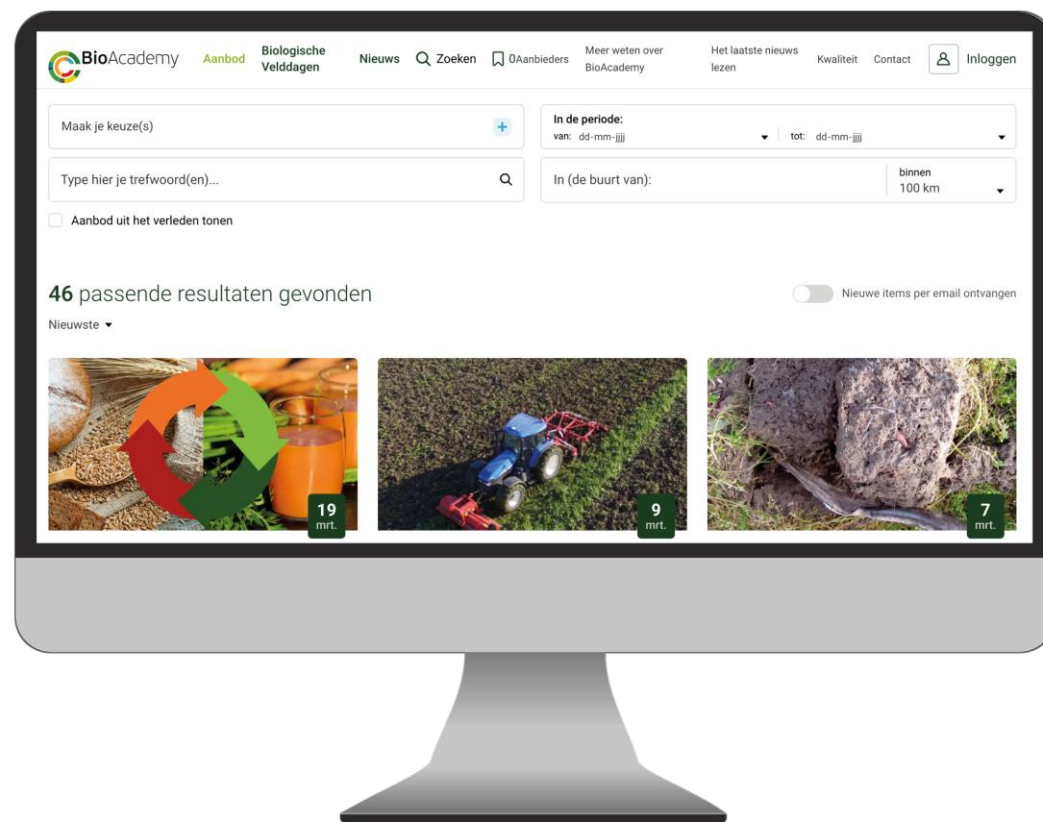 BioAcademy
Aanbod
Biologische
Velddagen
Nieuws
Zoeken
0Aanbieders
Meer weten over
BioAcademy
Het laatste nieuws
lezen
Kwaliteit
Contact
Inloggen
Maak je keuze(s)
In de periode:
van: dd-mm-jjjj
tot: dd-mm-jjjj
Type hier je trefwoord(en)...
In (de buurt van):
binnen
100 km
Aanbod uit het verleden tonen
46 passende resultaten gevonden
Nieuwe items per email ontvangen
Nieuwste
19
mrt.
9
mrt.
7
mrt.